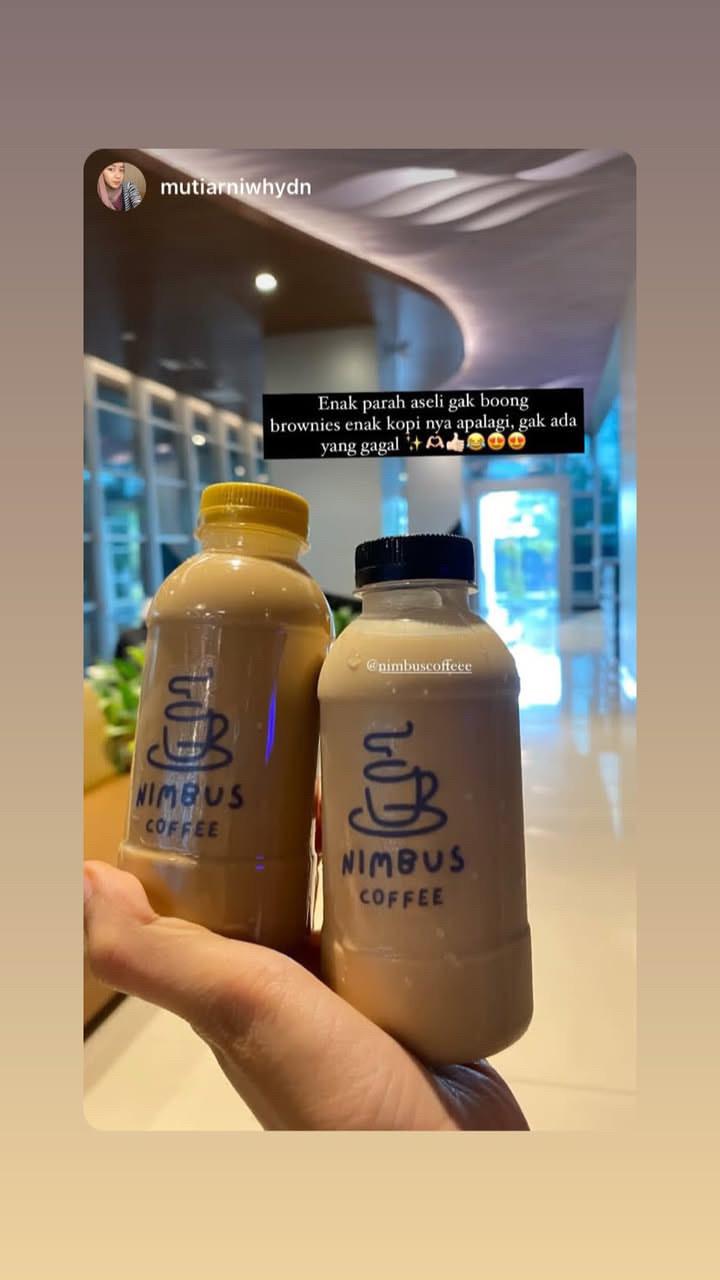 mutiarniwhydn
Enak parah aseli gak boong
brownies enak kopi nya apalagi, gak ada
yang gagal ✨🫶🏻👍🏻😂😍😍
@nimbuscoffeee
NIMBUS
COFFEE
NIMBUS
COFFEE